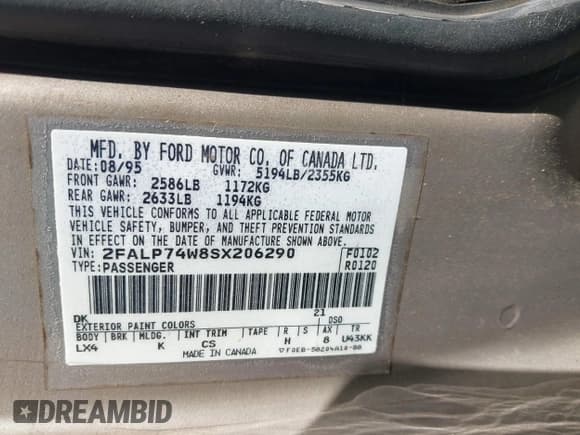 MFD. BY FORD MOTOR CO. OF CANADA LTD.
DATE: 08/95 GVWR: 5194LB/2355KG
FRONT GAWR: 2586LB 1172KG
REAR GAWR: 2633LB 1194KG
THIS VEHICLE CONFORMS TO ALL APPLICABLE FEDERAL MOTOR
VEHICLE SAFETY, BUMPER, AND THEFT PREVENTION STANDARDS
IN EFFECT ON THE DATE OF MANUFACTURE SHOWN ABOVE.
VIN: 2FALP74W8SX206290 F0102
TYPE: PASSENGER R0120
DK 21
EXTERIOR PAINT COLORS DSO
BODY BRK MLDG. INT TRIM TAPE R S AX TR
LX4 K CS H 8 U43KK
MADE IN CANADA
DREAMBID